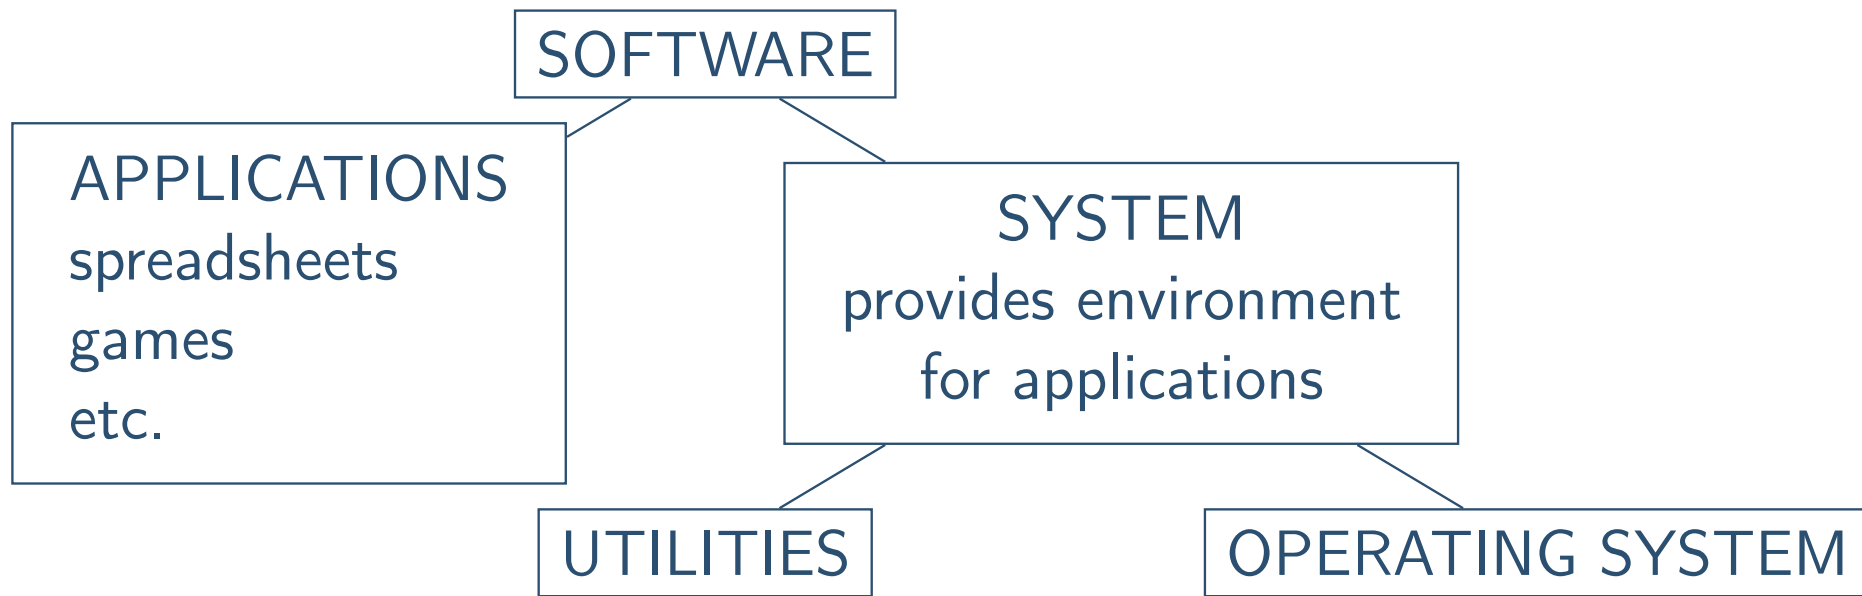 SOFTWARE
APPLICATIONS
spreadsheets
games
etc.
SYSTEM
provides environment
for applications
UTILITIES
OPERATING SYSTEM